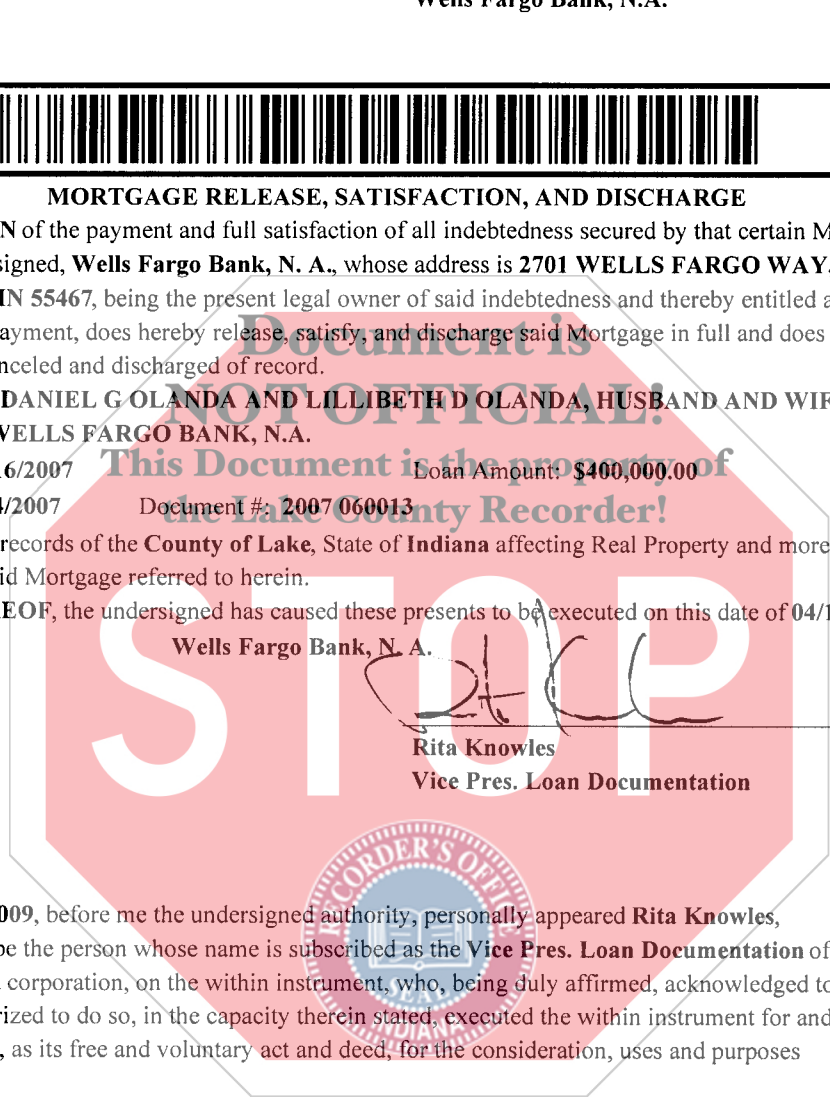 Wells Fargo Bank, N.A.
MORTGAGE RELEASE, SATISFACTION, AND DISCHARGE
N of the payment and full satisfaction of all indebtedness secured by that certain M
signed, Wells Fargo Bank, N. A., whose address is 2701 WELLS FARGO WAY,
IN 55467, being the present legal owner of said indebtedness and thereby entitled a
ayment, does hereby release, satisfy, and discharge said Mortgage in full and does
nceled and discharged of record.
DANIEL G OLANDA AND LILLIBETH D OLANDA, HUSBAND AND WIF
WELLS FARGO BANK, N.A.
6/2007 Loan Amount: $400,000.00
/2007 Document #: 2007 060013
records of the County of Lake, State of Indiana affecting Real Property and more
id Mortgage referred to herein.
EOF, the undersigned has caused these presents to be executed on this date of 04/1
Wells Fargo Bank, N. A.
Rita Knowles
Vice Pres. Loan Documentation
009, before me the undersigned authority, personally appeared Rita Knowles,
be the person whose name is subscribed as the Vice Pres. Loan Documentation of
corporation, on the within instrument, who, being duly affirmed, acknowledged to
rized to do so, in the capacity therein stated, executed the within instrument for and
, as its free and voluntary act and deed, for the consideration, uses and purposes
Document is
NOT OFFICIAL!
This Document is the property of
the Lake County Recorder!
STOP
RECORDER'S OFFICE
SEAL
INDIANA